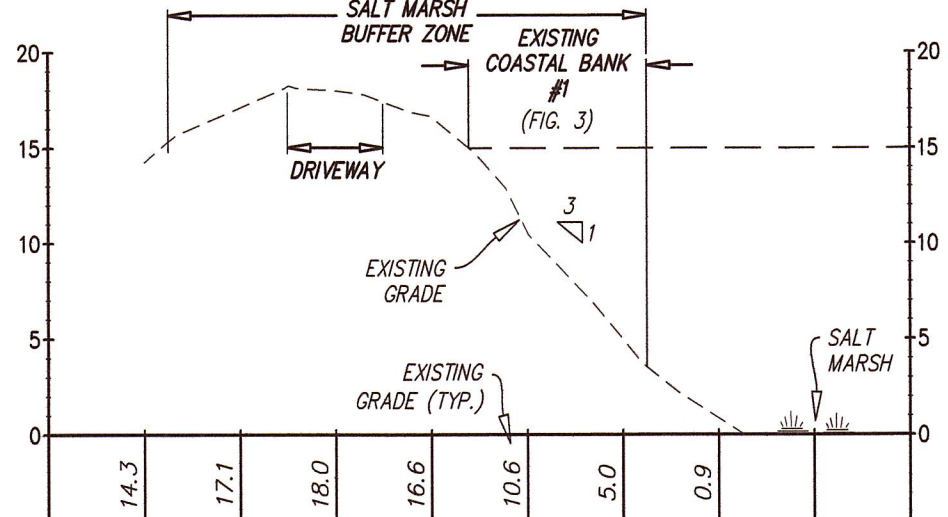 SALT MARSH
BUFFER ZONE
EXISTING
COASTAL BANK
#1
(FIG. 3)
20
20
15
15
DRIVEWAY
3
1
10
10
EXISTING
GRADE
5
5
SALT
MARSH
EXISTING
GRADE (TYP.)
0
0
14.3
17.1
18.0
16.6
10.6
5.0
0.9